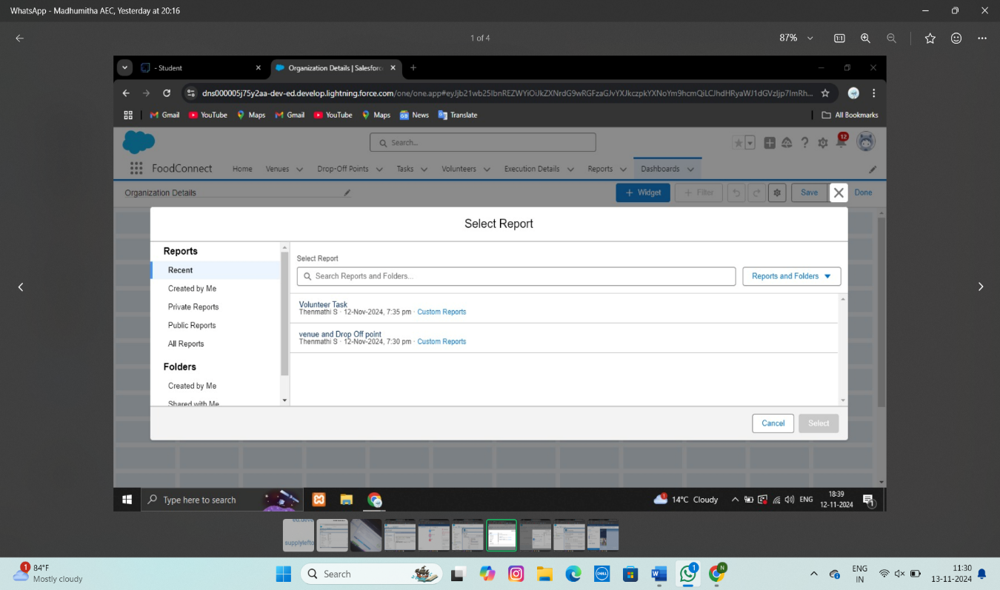 WhatsApp - Madhumitha AEC, Yesterday at 20:16
1 of 4
87%
- Student
Organization Details | Salesforc
dns000005j75y2aa-dev-ed.develop.lightning.force.com/one/one.app#eyJjb21wb25lbnREZWYiOiJkZXNrdG9wRGFzaGJvYXJkczpkYXNoYm9hcmQiLCJhdHRyaWJ1dGVzIjp7ImRh...
Gmail YouTube Maps Gmail YouTube Maps News Translate All Bookmarks
Search...
12
FoodConnect Home Venues Drop-Off Points Tasks Volunteers Execution Details Reports Dashboards
Organization Details + Widget + Filter Save Done
Select Report
Reports
Recent
Created by Me
Private Reports
Public Reports
All Reports
Folders
Created by Me
Shared with Me
Select Report
Search Reports and Folders...
Reports and Folders
Volunteer Task
Thenmathi S · 12-Nov-2024, 7:35 pm · Custom Reports
venue and Drop Off point
Thenmathi S · 12-Nov-2024, 7:30 pm · Custom Reports
Cancel Select
Type here to search
1
14°C Cloudy
ENG
18:39
12-11-2024
1
supplylefto
1
84°F
Mostly cloudy
Search
DELL
1
N
ENG
IN
11:30
13-11-2024